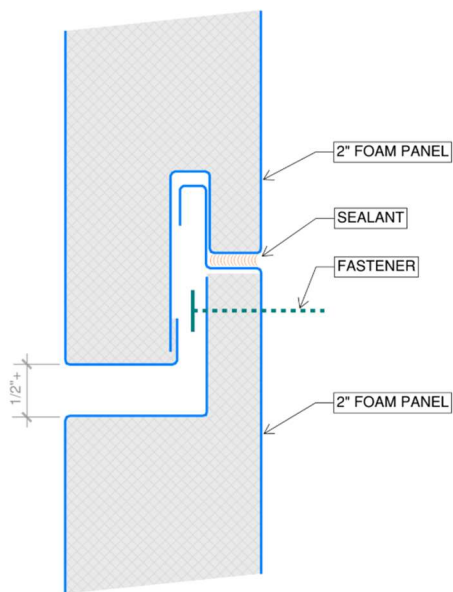 2" FOAM PANEL
SEALANT
FASTENER
1/2"+
2" FOAM PANEL